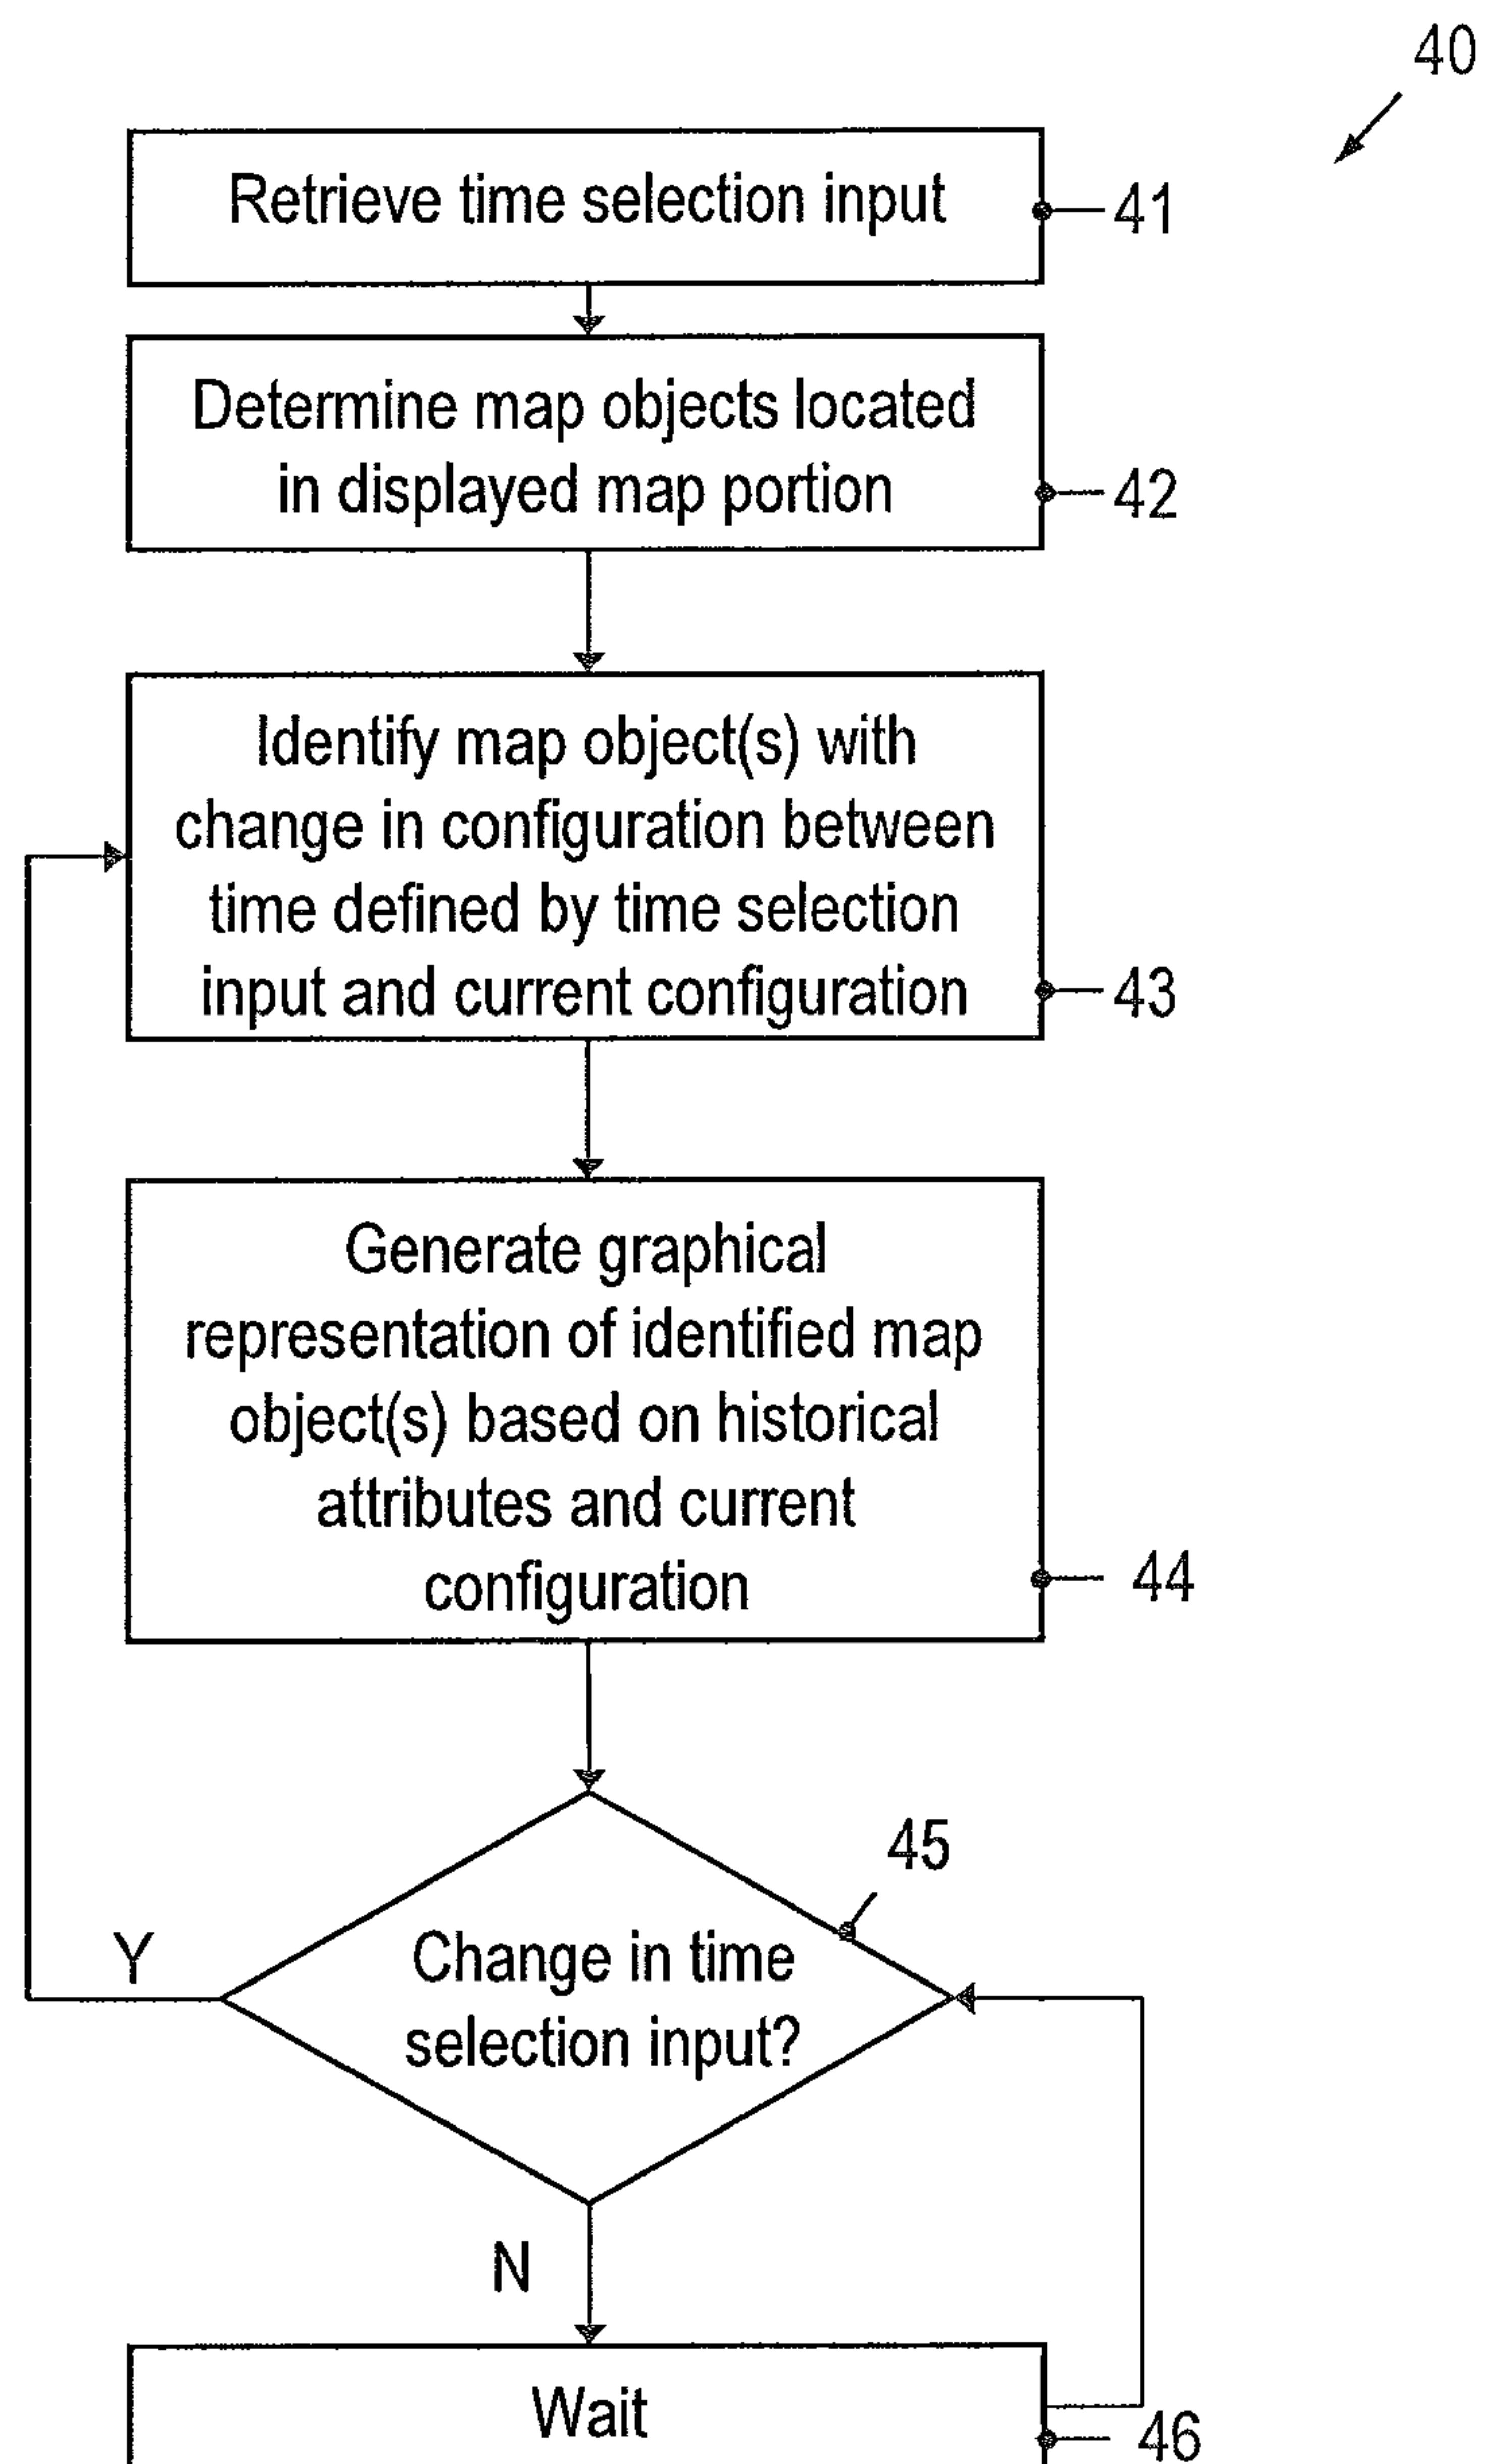 40
Retrieve time selection input
41
Determine map objects located
in displayed map portion
42
Identify map object(s) with
change in configuration between
time defined by time selection
input and current configuration
43
Generate graphical
representation of identified map
object(s) based on historical
attributes and current
configuration
44
45
Change in time
selection input?
Y
N
Wait
46